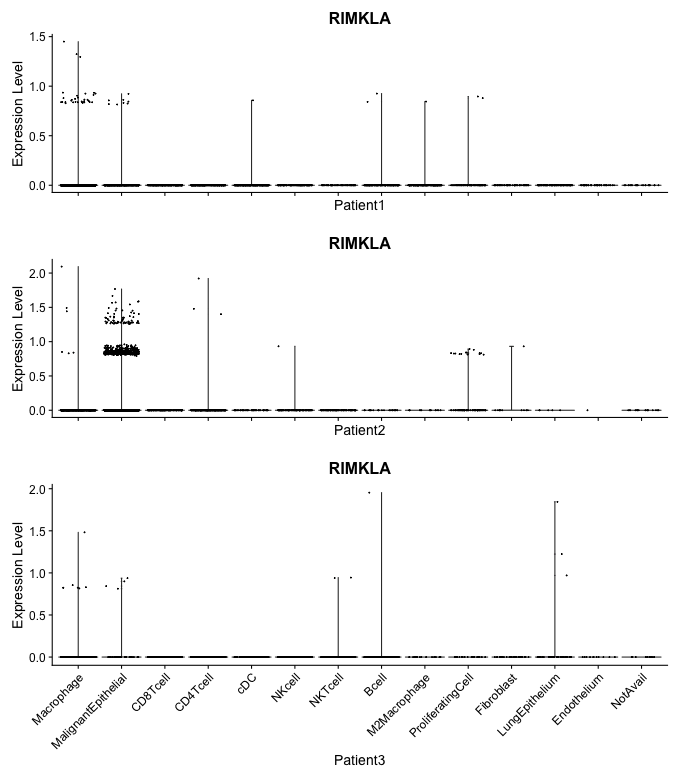 RIMKLA
Expression Level
1.5
1.0
0.5
0.0
Patient1
RIMKLA
Expression Level
2.0
1.5
1.0
0.5
0.0
Patient2
RIMKLA
Expression Level
2.0
1.5
1.0
0.5
0.0
Macrophage
MalignantEpithelial
CD8Tcell
CD4Tcell
cDC
NKcell
NKTcell
Bcell
M2Macrophage
ProliferatingCell
Fibroblast
LungEpithelium
Endothelium
NotAvail
Patient3